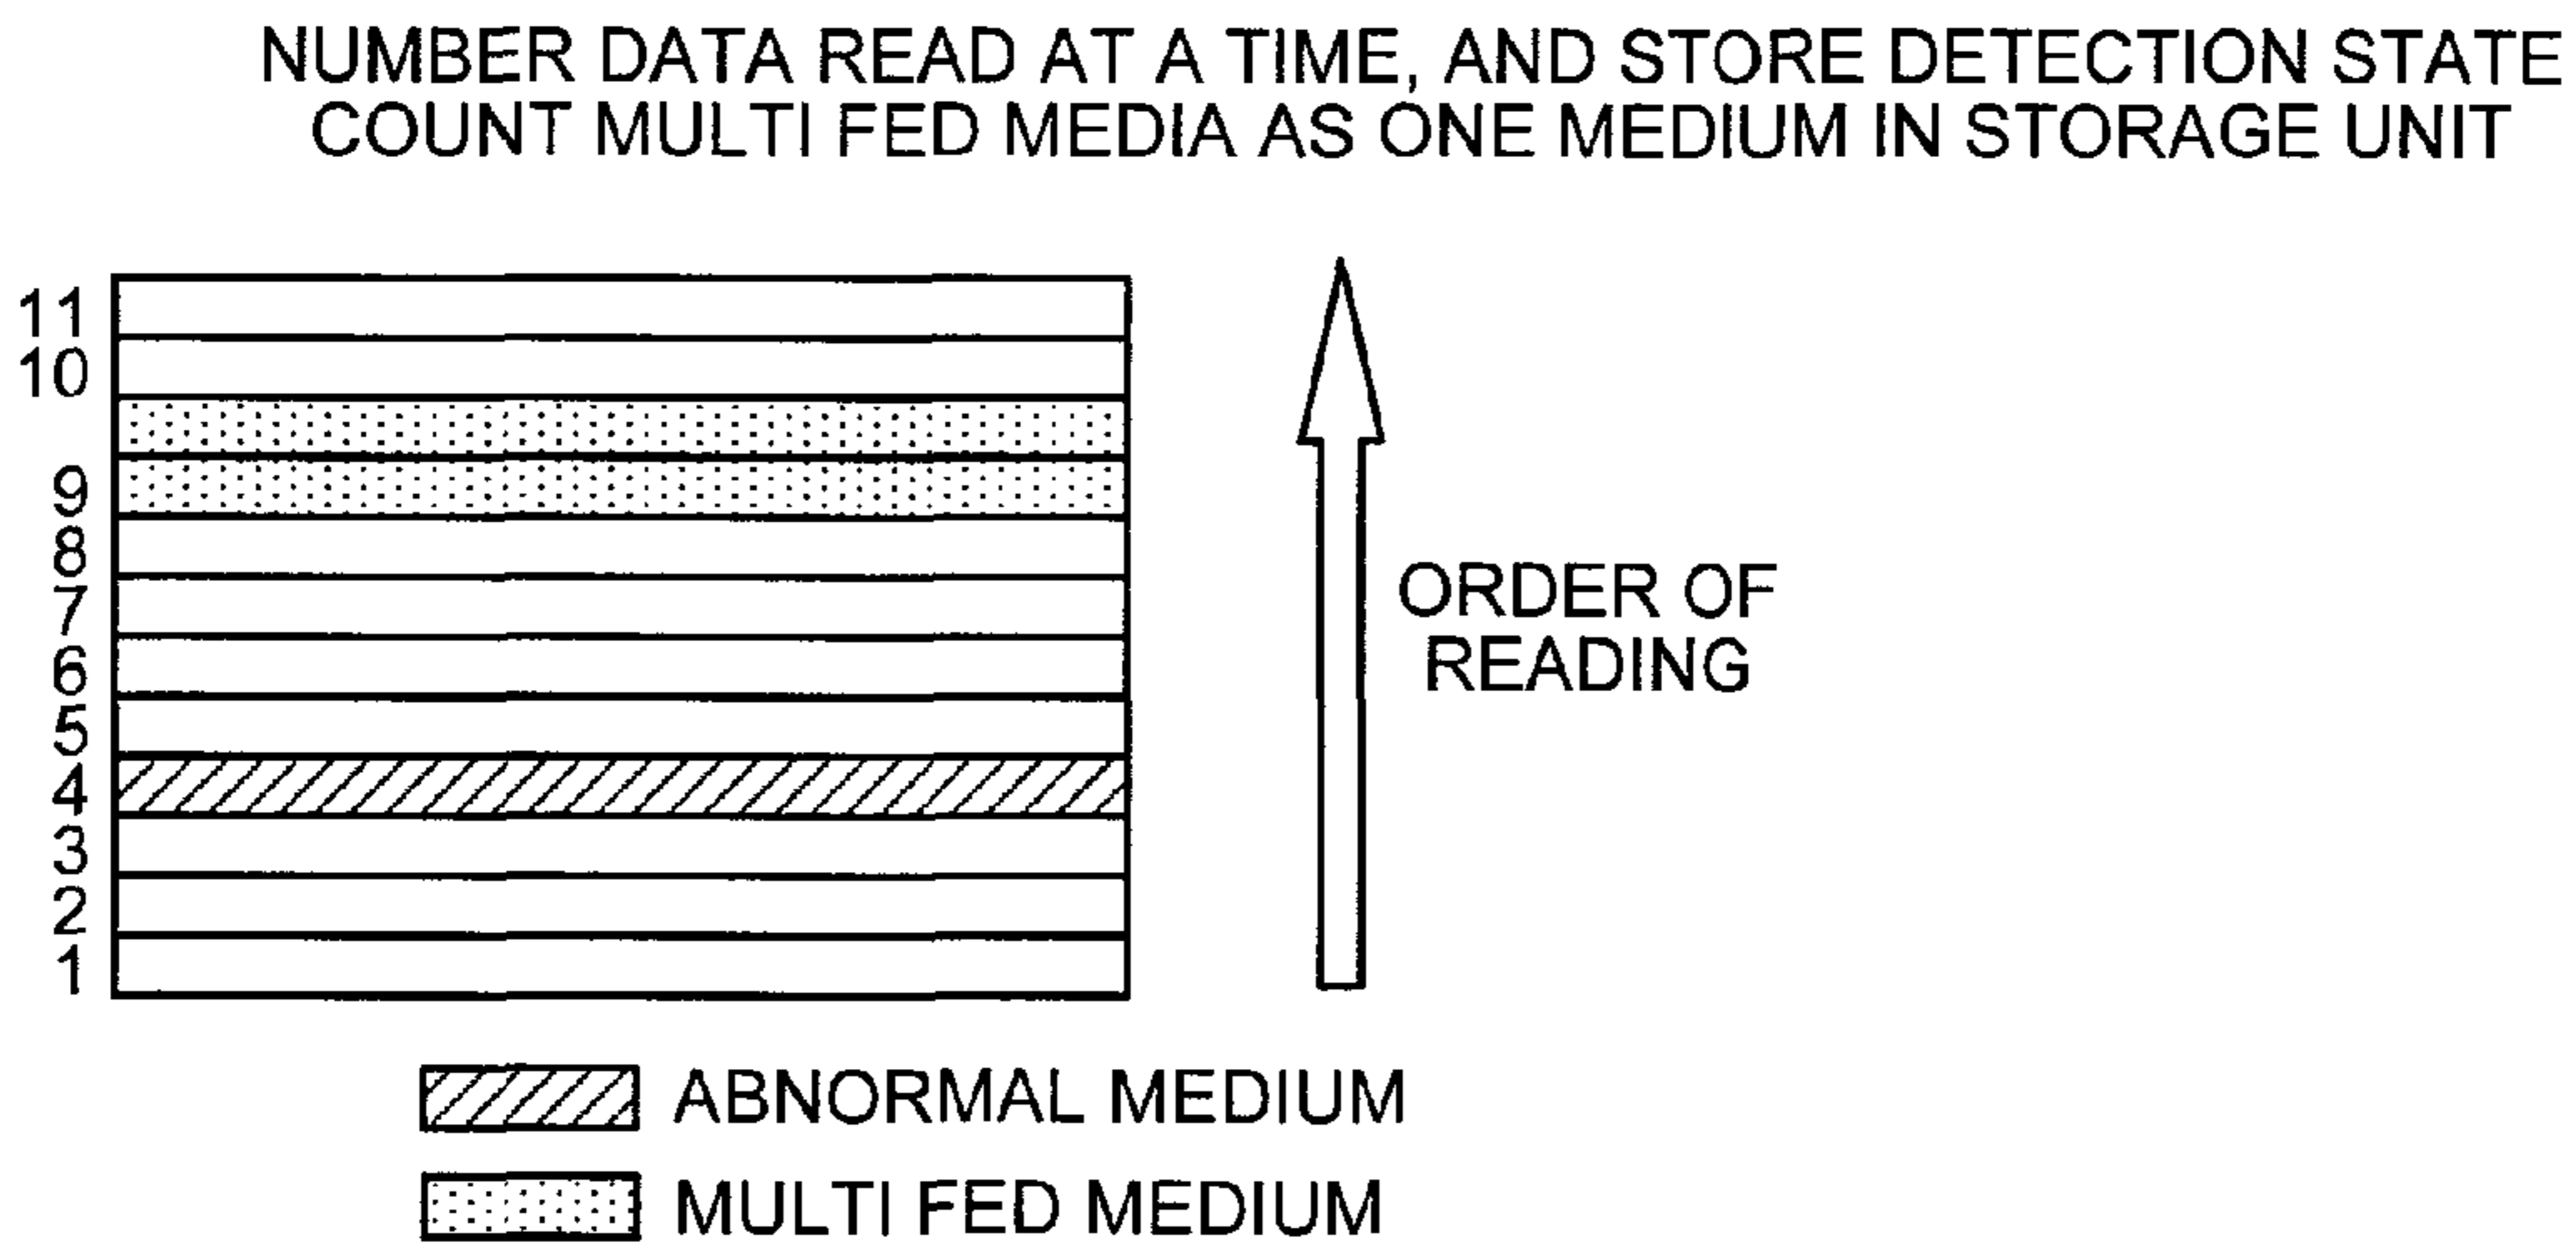 NUMBER DATA READ AT A TIME, AND STORE DETECTION STATE
COUNT MULTI FED MEDIA AS ONE MEDIUM IN STORAGE UNIT
11
10
9
8
7
6
5
4
3
2
1
ORDER OF
READING
ABNORMAL MEDIUM
MULTI FED MEDIUM